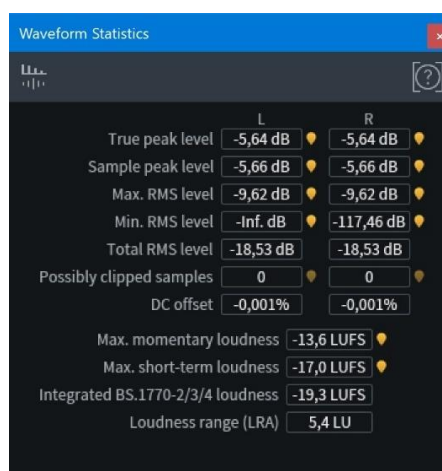 Waveform Statistics
L R
True peak level -5,64 dB -5,64 dB
Sample peak level -5,66 dB -5,66 dB
Max. RMS level -9,62 dB -9,62 dB
Min. RMS level -Inf. dB -117,46 dB
Total RMS level -18,53 dB -18,53 dB
Possibly clipped samples 0 0
DC offset -0,001% -0,001%
Max. momentary loudness -13,6 LUFS
Max. short-term loudness -17,0 LUFS
Integrated BS.1770-2/3/4 loudness -19,3 LUFS
Loudness range (LRA) 5,4 LU